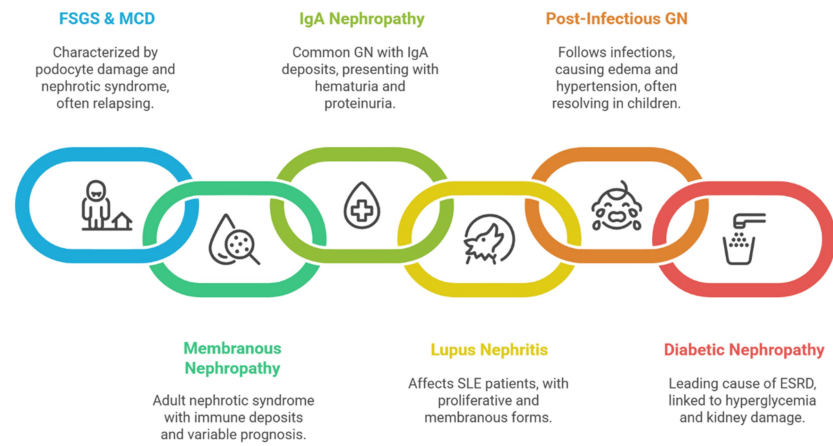 FSGS & MCD
Characterized by
podocyte damage and
nephrotic syndrome,
often relapsing.
IgA Nephropathy
Common GN with IgA
deposits, presenting with
hematuria and
proteinuria.
Post-Infectious GN
Follows infections,
causing edema and
hypertension, often
resolving in children.
Membranous
Nephropathy
Adult nephrotic syndrome
with immune deposits
and variable prognosis.
Lupus Nephritis
Affects SLE patients, with
proliferative and
membranous forms.
Diabetic Nephropathy
Leading cause of ESRD,
linked to hyperglycemia
and kidney damage.